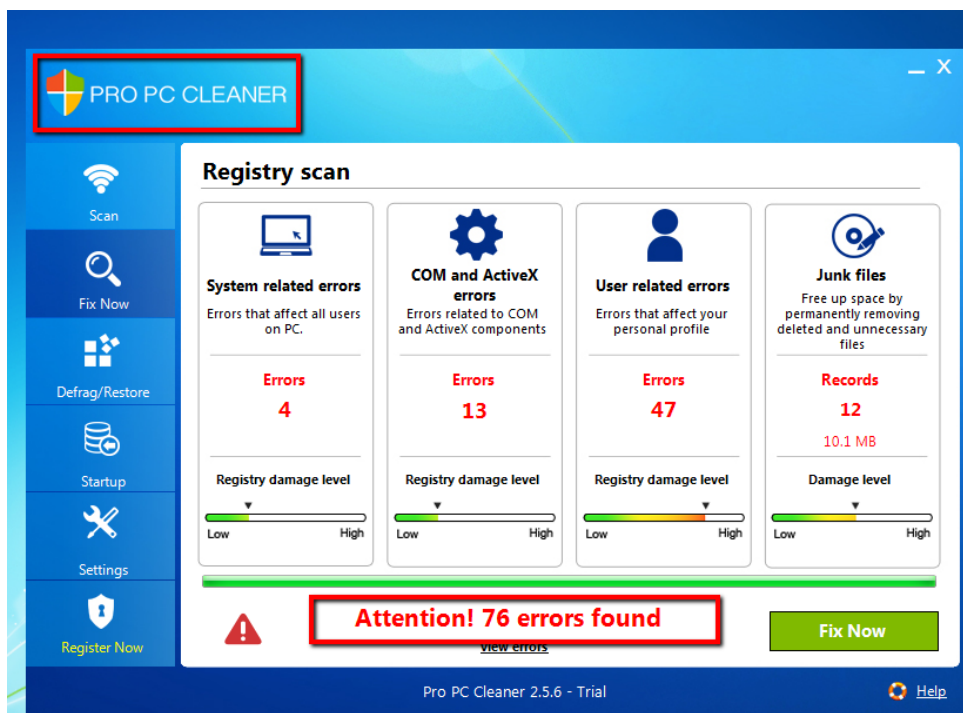 PRO PC CLEANER
Scan
Fix Now
Defrag/Restore
Startup
Settings
Register Now
Registry scan
System related errors
Errors that affect all users
on PC.
Errors
4
Registry damage level
Low High
COM and ActiveX
errors
Errors related to COM
and ActiveX components
Errors
13
Registry damage level
Low High
User related errors
Errors that affect your
personal profile
Errors
47
Registry damage level
Low High
Junk files
Free up space by
permanently removing
deleted and unnecessary
files
Records
12
10.1 MB
Damage level
Low High
Attention! 76 errors found
View errors
Fix Now
Pro PC Cleaner 2.5.6 - Trial
Help